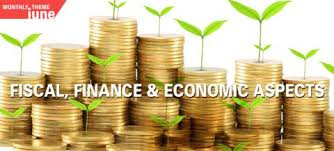 MONTHLY THEME
june
FISCAL, FINANCE & ECONOMIC ASPECTS